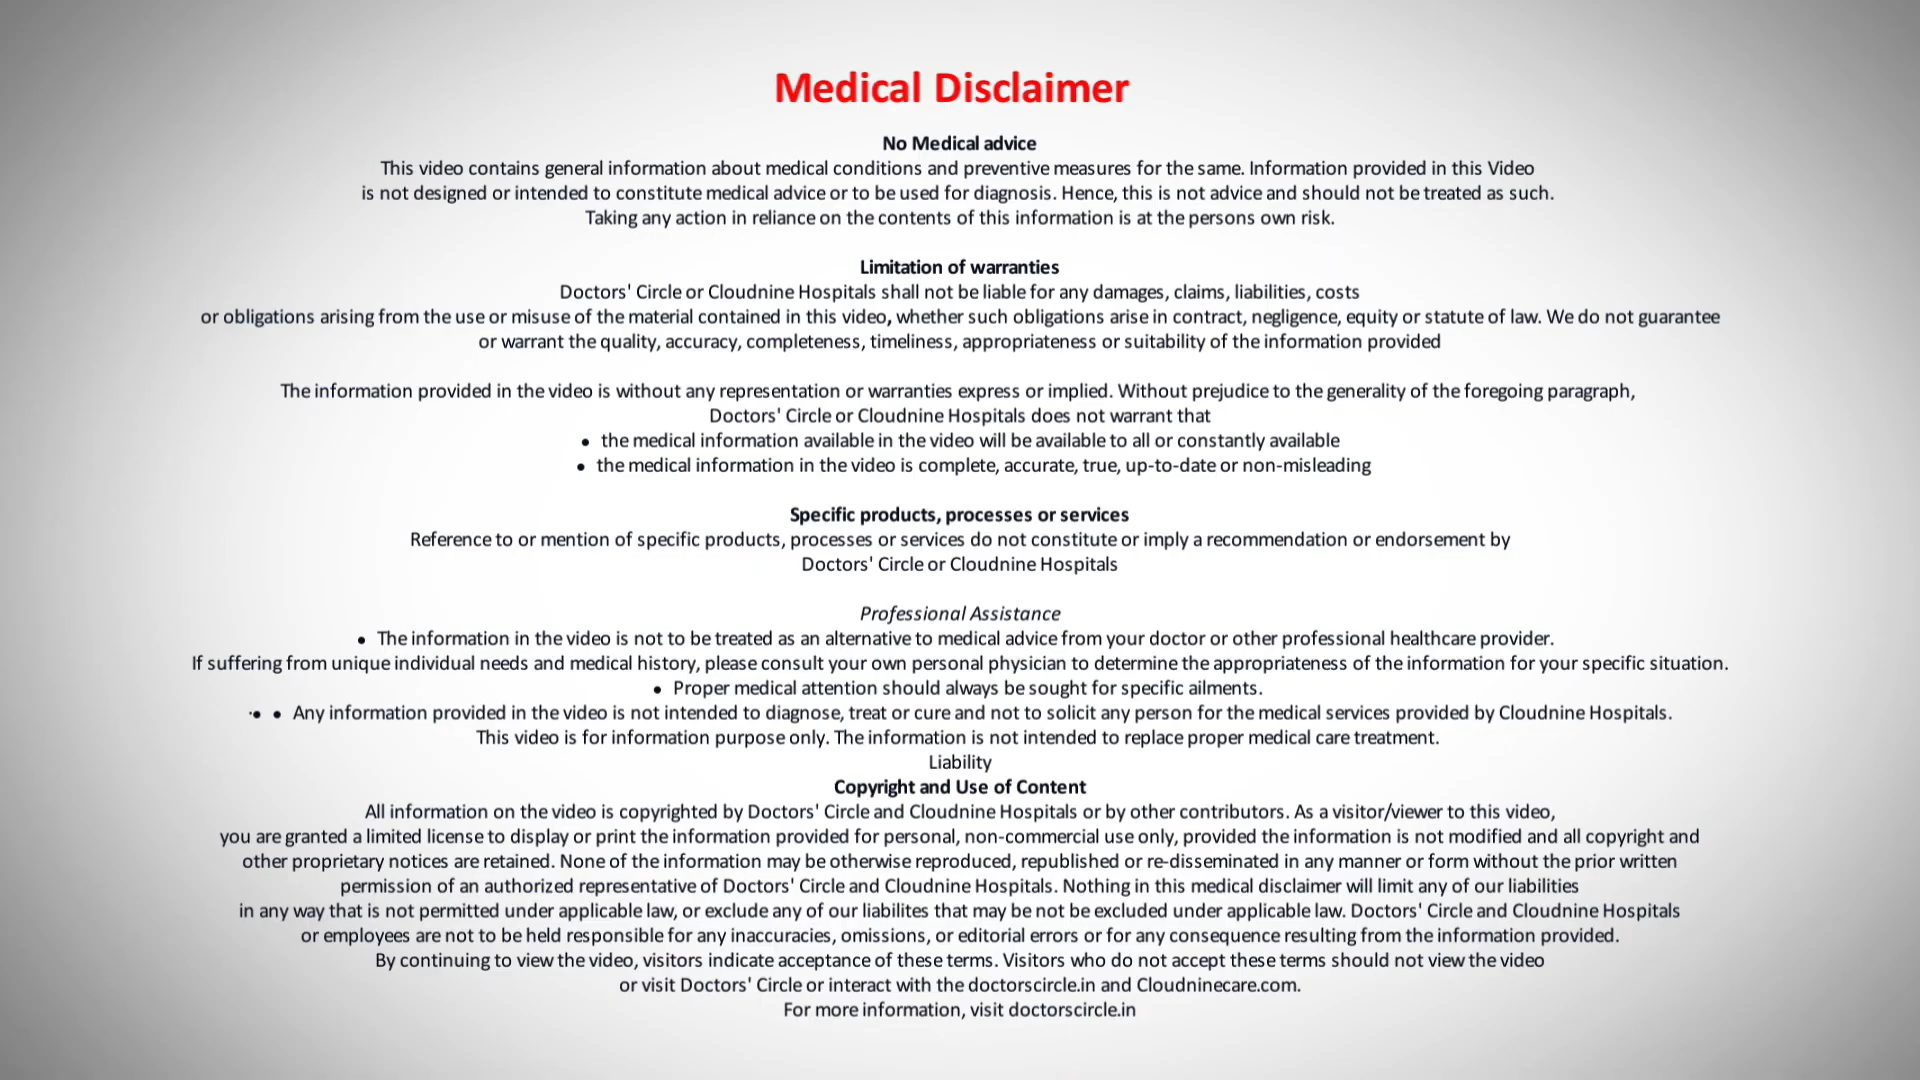 Medical Disclaimer
No Medical advice
This video contains general information about medical conditions and preventive measures for the same. Information provided in this Video
is not designed or intended to constitute medical advice or to be used for diagnosis. Hence, this is not advice and should not be treated as such.
Taking any action in reliance on the contents of this information is at the persons own risk.
Limitation of warranties
Doctors' Circle or Cloudnine Hospitals shall not be liable for any damages, claims, liabilities, costs
or obligations arising from the use or misuse of the material contained in this video, whether such obligations arise in contract, negligence, equity or statute of law. We do not guarantee
or warrant the quality, accuracy, completeness, timeliness, appropriateness or suitability of the information provided
The information provided in the video is without any representation or warranties express or implied. Without prejudice to the generality of the foregoing paragraph,
Doctors' Circle or Cloudnine Hospitals does not warrant that
• the medical information available in the video will be available to all or constantly available
• the medical information in the video is complete, accurate, true, up-to-date or non-misleading
Specific products, processes or services
Reference to or mention of specific products, processes or services do not constitute or imply a recommendation or endorsement by
Doctors' Circle or Cloudnine Hospitals
Professional Assistance
• The information in the video is not to be treated as an alternative to medical advice from your doctor or other professional healthcare provider.
If suffering from unique individual needs and medical history, please consult your own personal physician to determine the appropriateness of the information for your specific situation.
• Proper medical attention should always be sought for specific ailments.
·• • Any information provided in the video is not intended to diagnose, treat or cure and not to solicit any person for the medical services provided by Cloudnine Hospitals.
This video is for information purpose only. The information is not intended to replace proper medical care treatment.
Liability
Copyright and Use of Content
All information on the video is copyrighted by Doctors' Circle and Cloudnine Hospitals or by other contributors. As a visitor/viewer to this video,
you are granted a limited license to display or print the information provided for personal, non-commercial use only, provided the information is not modified and all copyright and
other proprietary notices are retained. None of the information may be otherwise reproduced, republished or re-disseminated in any manner or form without the prior written
permission of an authorized representative of Doctors' Circle and Cloudnine Hospitals. Nothing in this medical disclaimer will limit any of our liabilities
in any way that is not permitted under applicable law, or exclude any of our liabilites that may be not be excluded under applicable law. Doctors' Circle and Cloudnine Hospitals
or employees are not to be held responsible for any inaccuracies, omissions, or editorial errors or for any consequence resulting from the information provided.
By continuing to view the video, visitors indicate acceptance of these terms. Visitors who do not accept these terms should not view the video
or visit Doctors' Circle or interact with the doctorscircle.in and Cloudninecare.com.
For more information, visit doctorscircle.in